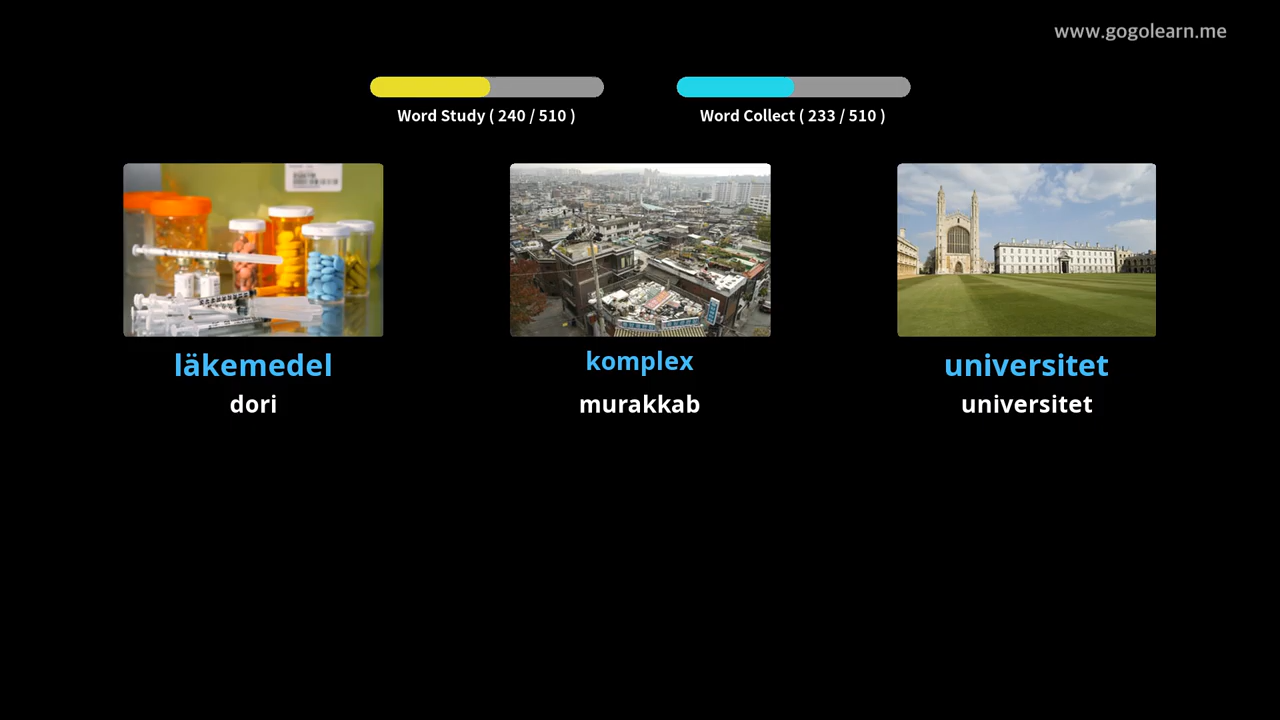 www.gogolearn.me
Word Study ( 240 / 510 )
Word Collect ( 233 / 510 )
läkemedel
komplex
universitet
dori
murakkab
universitet